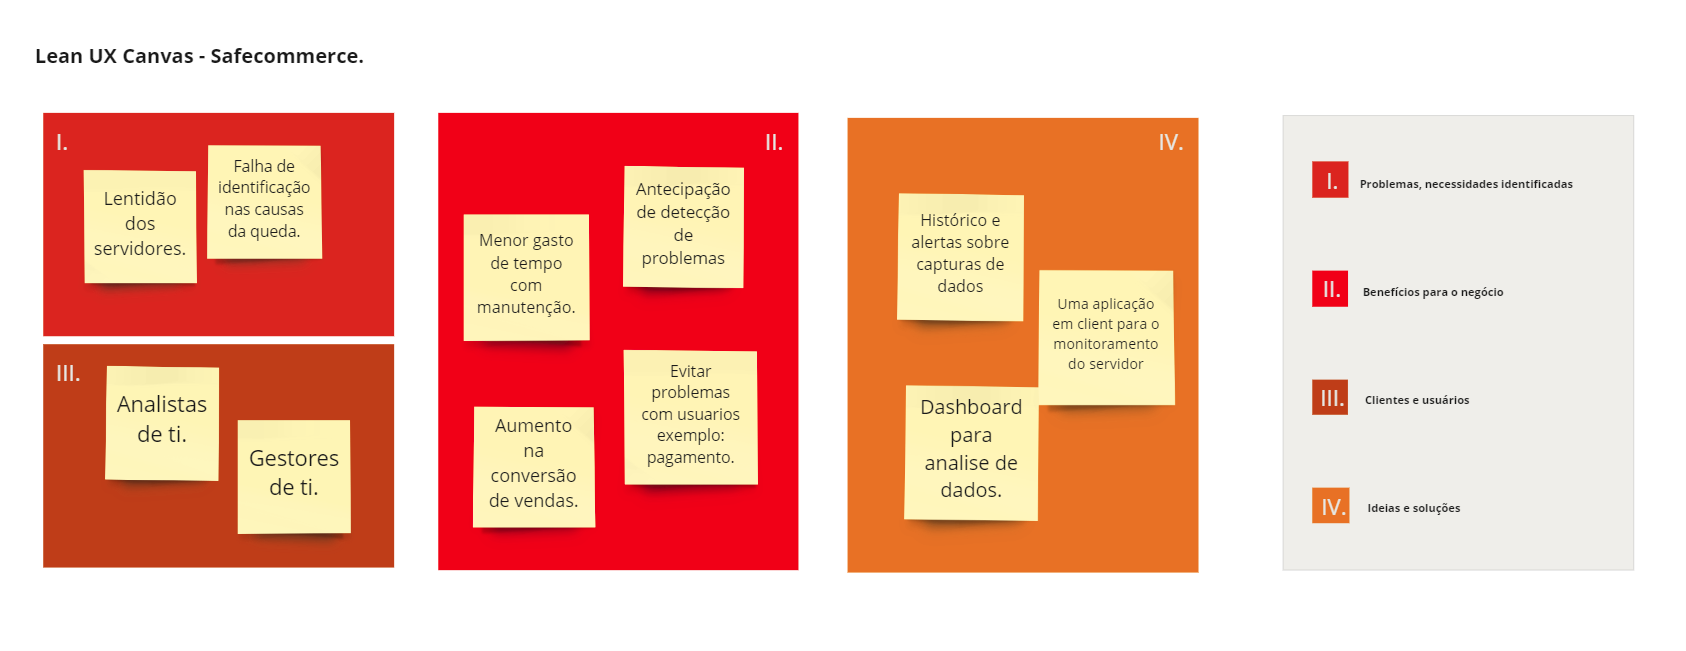 Lean UX Canvas - Safecommerce.
I.
Lentidão
dos
servidores.
Falha de
identificação
nas causas
da queda.
III.
Analistas
de ti.
Gestores
de ti.
II.
Menor gasto
de tempo
com
manutenção.
Antecipação
de detecção
de
problemas
Aumento
na
conversão
de vendas.
Evitar
problemas
com usuarios
exemplo:
pagamento.
IV.
Histórico e
alertas sobre
capturas de
dados
Uma aplicação
em client para o
monitoramento
do servidor
Dashboard
para
analise de
dados.
I. Problemas, necessidades identificadas
II. Benefícios para o negócio
III. Clientes e usuários
IV. Ideias e soluções